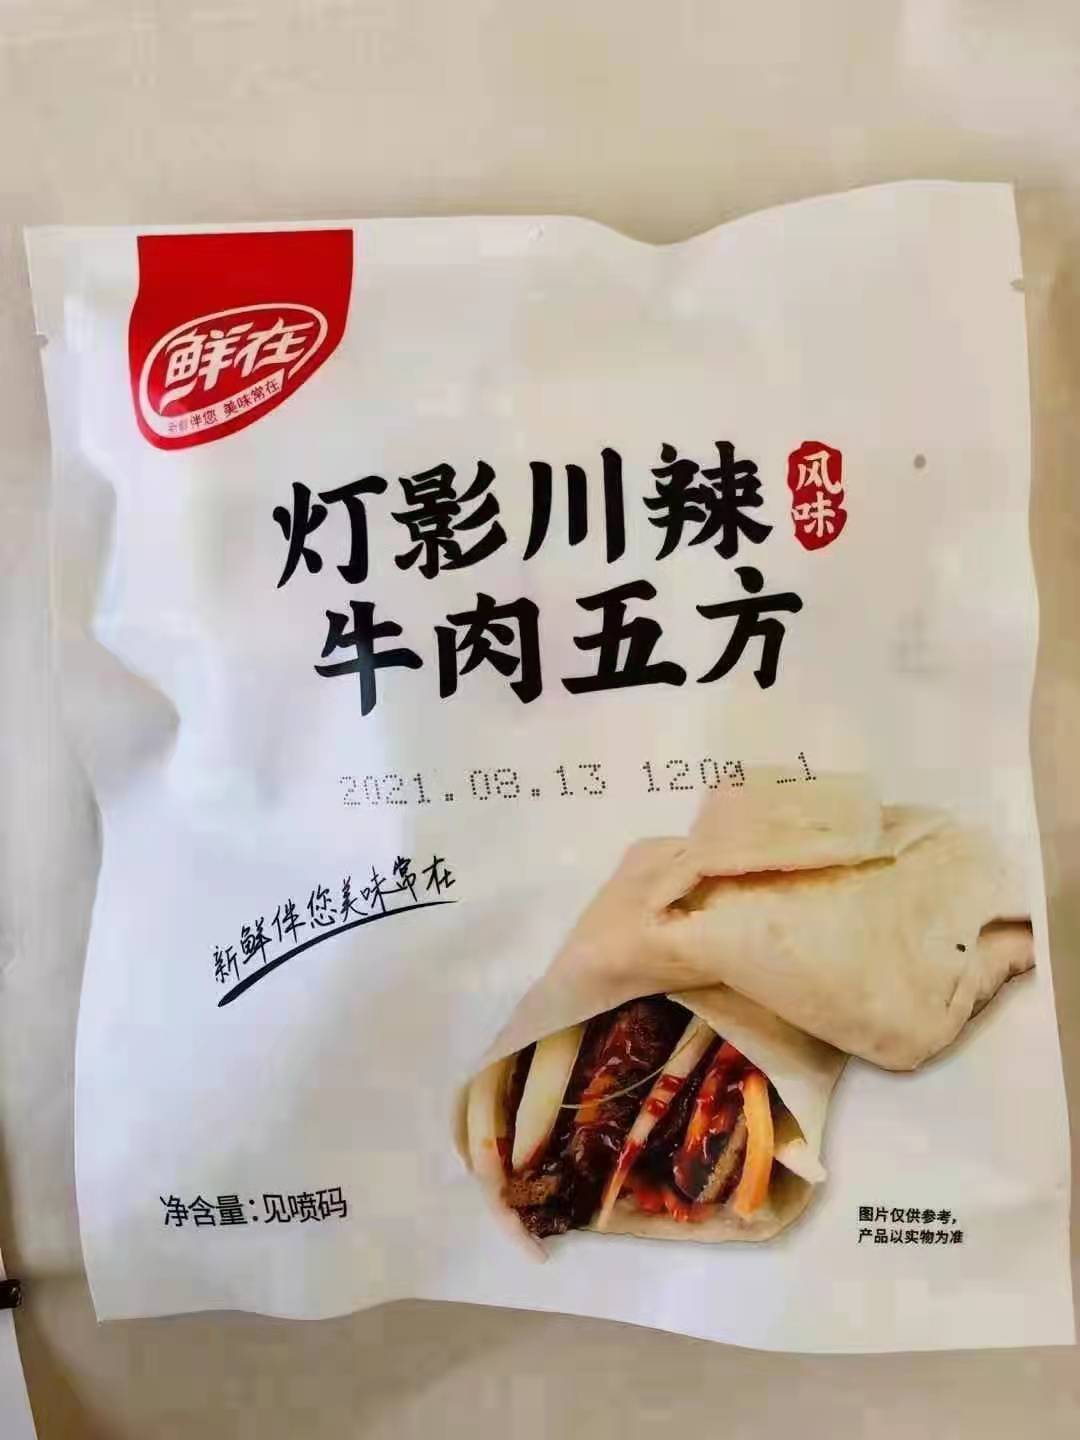 鲜在
新鲜伴您 美味常在
灯影川辣
风味
牛肉五方
2021.08.13 120g _1
新鲜伴您美味常在
净含量:见喷码
图片仅供参考,
产品以实物为准